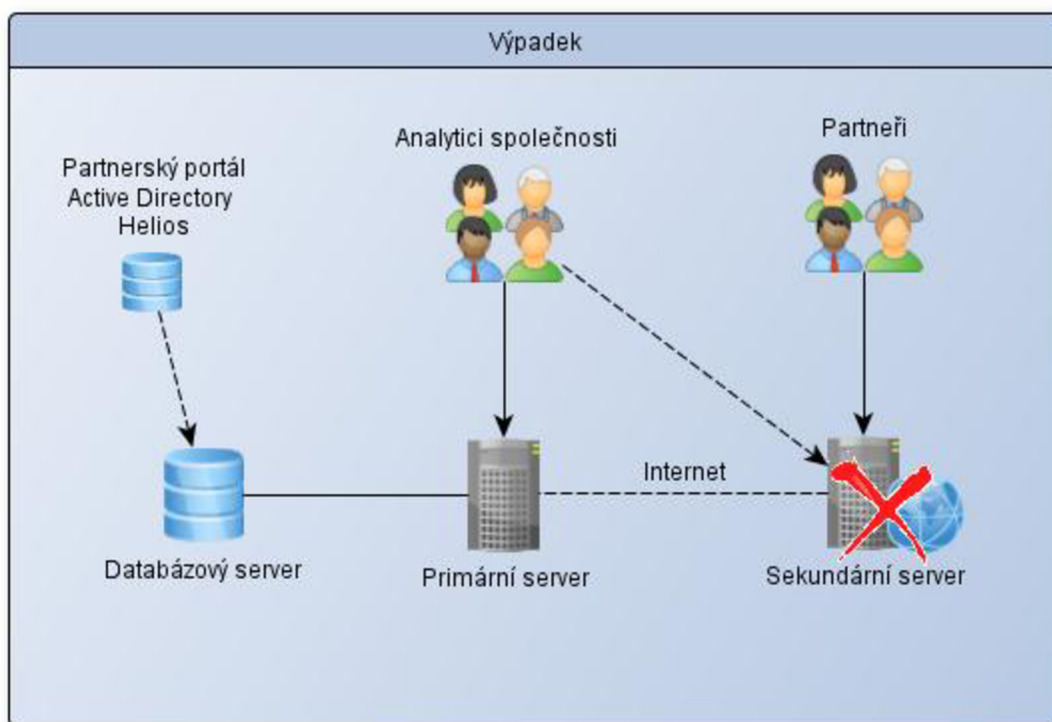 Výpadek
Partnerský portál
Active Directory
Helios
Analytici společnosti
Partneři
Internet
Databázový server
Primární server
Sekundární server